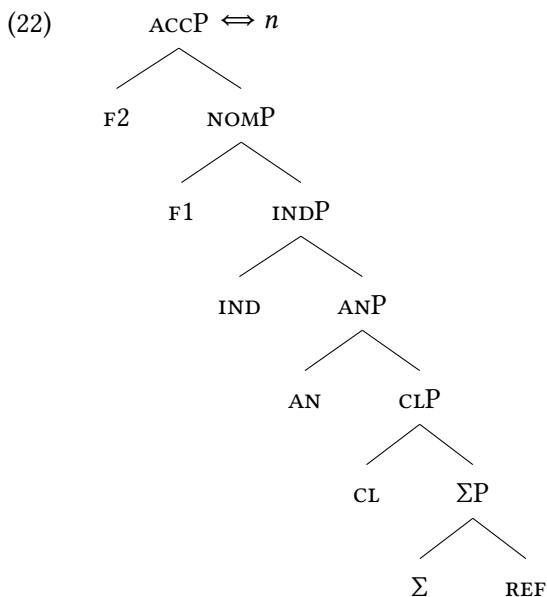 (22) ACCP ⟺ n
F2 NOMP
F1 INDP
IND ANP
AN CLP
CL ΣP
Σ REF